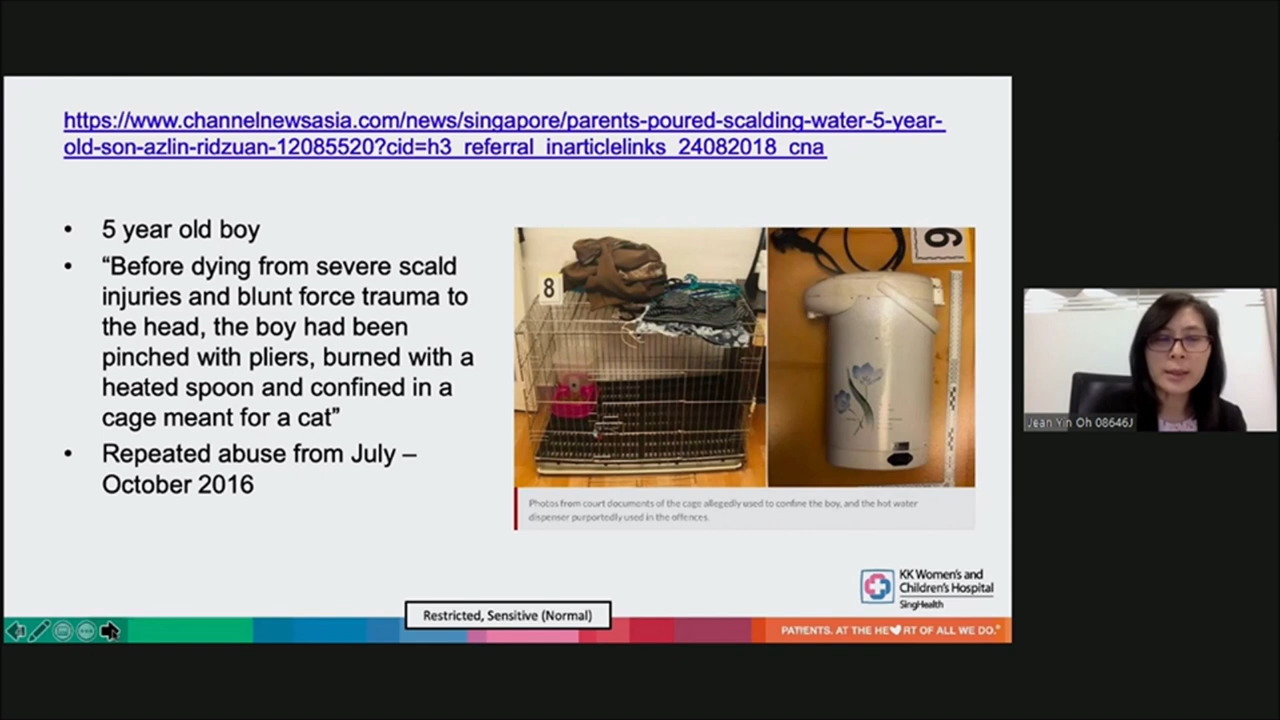 https://www.channelnewsasia.com/news/singapore/parents-poured-scalding-water-5-year-
old-son-azlin-ridzuan-12085520?cid=h3_referral_inarticlelinks_24082018_cna
• 5 year old boy
• “Before dying from severe scald
injuries and blunt force trauma to
the head, the boy had been
pinched with pliers, burned with a
heated spoon and confined in a
cage meant for a cat”
• Repeated abuse from July –
October 2016
8
9
Photos from court documents of the cage allegedly used to confine the boy, and the hot water
dispenser purportedly used in the offences.
Jean Yin Oh 08646J
KK Women's and
Children's Hospital
SingHealth
Restricted, Sensitive (Normal)
PATIENTS. AT THE HE RT OF ALL WE DO.®